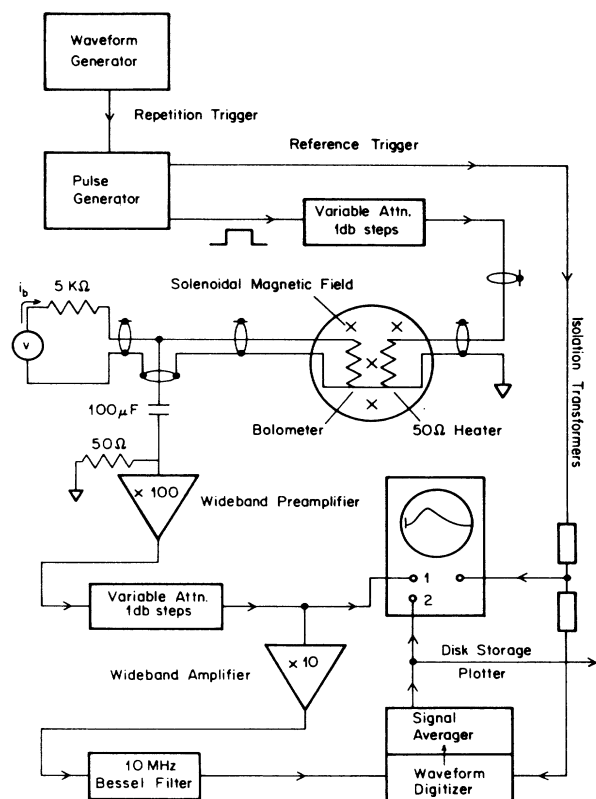 Waveform
Generator
Repetition Trigger
Reference Trigger
Pulse
Generator
Variable Attn.
1db steps
Solenoidal Magnetic Field
i_b
5 KΩ
v
Isolation Transformers
100μF
Bolometer
50Ω Heater
50Ω
× 100
Wideband Preamplifier
1
2
Variable Attn.
1db steps
Disk Storage
Plotter
× 10
Wideband Amplifier
Signal
Averager
10 MHz
Bessel Filter
Waveform
Digitizer